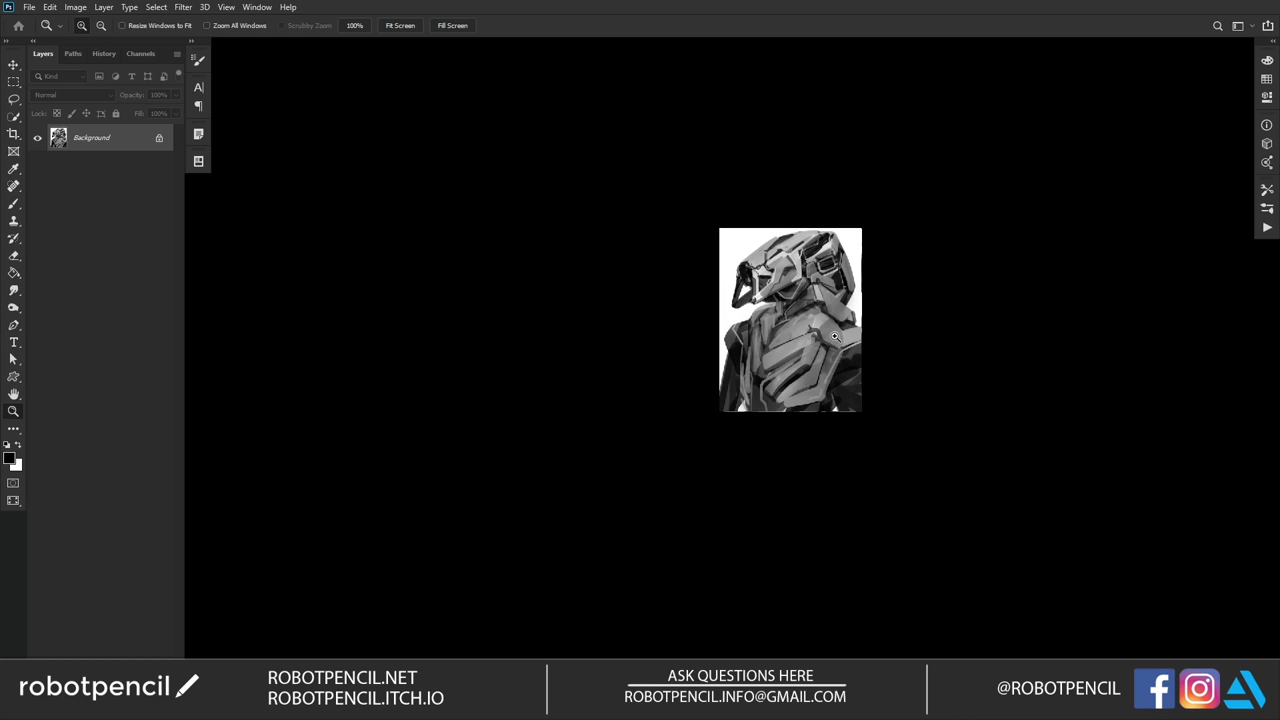 Ps File Edit Image Layer Type Select Filter 3D View Window Help
Resize Windows to Fit Zoom All Windows Scrubby Zoom 100% Fit Screen Fill Screen
Layers Paths History Channels
Kind
Normal Opacity: 100%
Lock: Fill: 100%
Background
robotpencil
ROBOTPENCIL.NET
ROBOTPENCIL.ITCH.IO
ASK QUESTIONS HERE
ROBOTPENCIL.INFO@GMAIL.COM
@ROBOTPENCIL